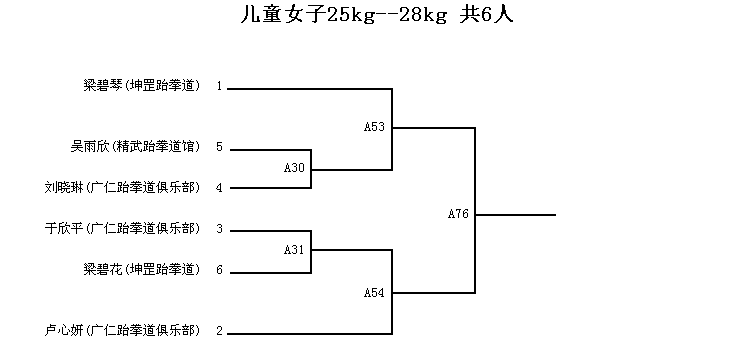 儿童女子25kg--28kg 共6人
梁碧琴(坤罡跆拳道) 1
A53
吴雨欣(精武跆拳道馆) 5
A30
刘晓琳(广仁跆拳道俱乐部) 4
A76
于欣平(广仁跆拳道俱乐部) 3
A31
梁碧花(坤罡跆拳道) 6
A54
卢心妍(广仁跆拳道俱乐部) 2